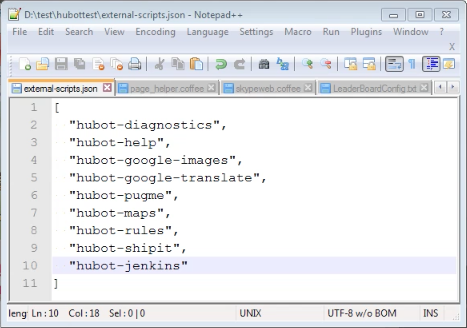 D:\test\hubottest\external-scripts.json - Notepad++
File Edit Search View Encoding Language Settings Macro Run Plugins Window ?
X
external-scripts.json page_helper.coffee skypeweb.coffee LeaderBoardConfig.txt
1 [
2 "hubot-diagnostics",
3 "hubot-help",
4 "hubot-google-images",
5 "hubot-google-translate",
6 "hubot-pugme",
7 "hubot-maps",
8 "hubot-rules",
9 "hubot-shipit",
10 "hubot-jenkins"
11 ]
leng Ln : 10 Col : 18 Sel : 0 | 0 UNIX UTF-8 w/o BOM INS